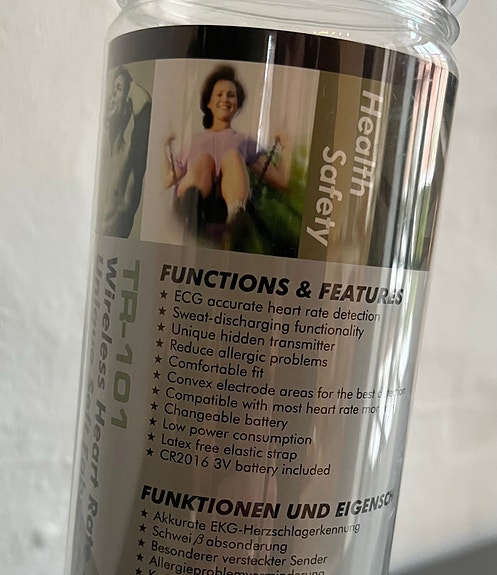 Health
Safety
TR-101
Wireless Heart Rate
FUNCTIONS & FEATURES
★ ECG accurate heart rate detection
★ Sweat-discharging functionality
★ Unique hidden transmitter
★ Reduce allergic problems
★ Comfortable fit
★ Convex electrode areas for the best
★ Compatible with most heart rate
★ Changeable battery
★ Low power consumption
★ Latex free elastic strap
★ CR2016 3V battery included
FUNKTIONEN UND EIGENSCH
★ Akkurate EKG-Herzschlagerkennung
★ Schweißabsonderung
★ Besonderer versteckter Sender
★ Allergieproblemverminderung